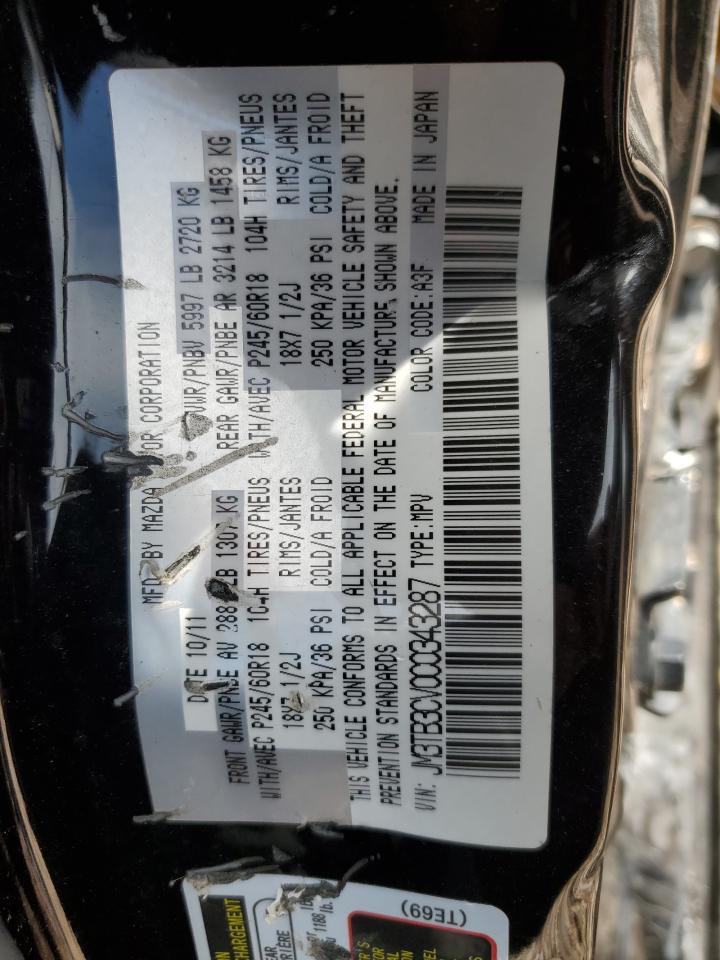 MFD BY MAZDA CORPORATION
DATE 10/11 GVWR/PNBV 5997 LB 2720 KG
FRONT GAWR/PNBE AV LB 1307 KG REAR GAWR/PNBE AR 3214 LB 1458 KG
WITH/AVEC P245/60R18 104H TIRES/PNEUS WITH/AVEC P245/60R18 104H TIRES/PNEUS
18X7 1/2J RIMS/JANTES 18X7 1/2J RIMS/JANTES
250 KPA/36 PSI COLD/A FROID 250 KPA/36 PSI COLD/A FROID
THIS VEHICLE CONFORMS TO ALL APPLICABLE FEDERAL MOTOR VEHICLE SAFETY AND THEFT
PREVENTION STANDARDS IN EFFECT ON THE DATE OF MANUFACTURE SHOWN ABOVE.
VIN: JM3TB3CV0C0343287 TYPE:MPV COLOR CODE:A3F MADE IN JAPAN
(TE69)
CHARGEMENT